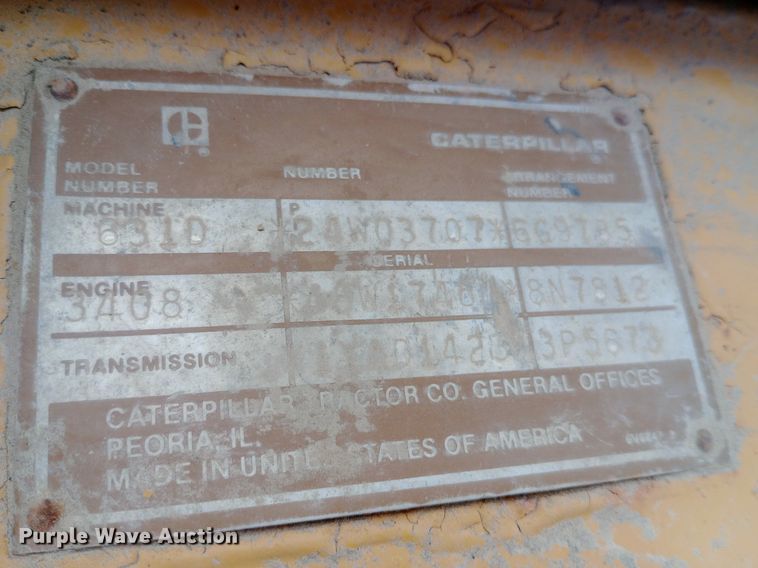 CATERPILLAR
MODEL NUMBER
NUMBER
ARRANGEMENT NUMBER
MACHINE
P
631D
*24W03707*
SERIAL
ENGINE
3408
8N7812
TRANSMISSION
3P5673
CATERPILLAR TRACTOR CO. GENERAL OFFICES
PEORIA, IL.
MADE IN UNITED STATES OF AMERICA
Purple Wave Auction